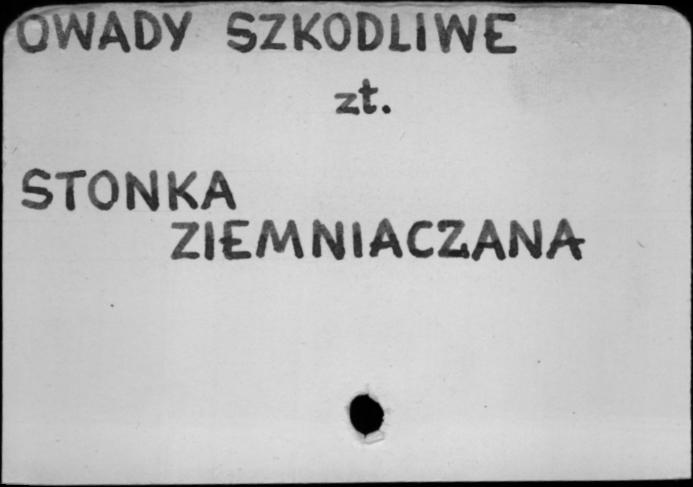 OWADY SZKODLIWE
zt.
STONKA
ZIEMNIACZANA